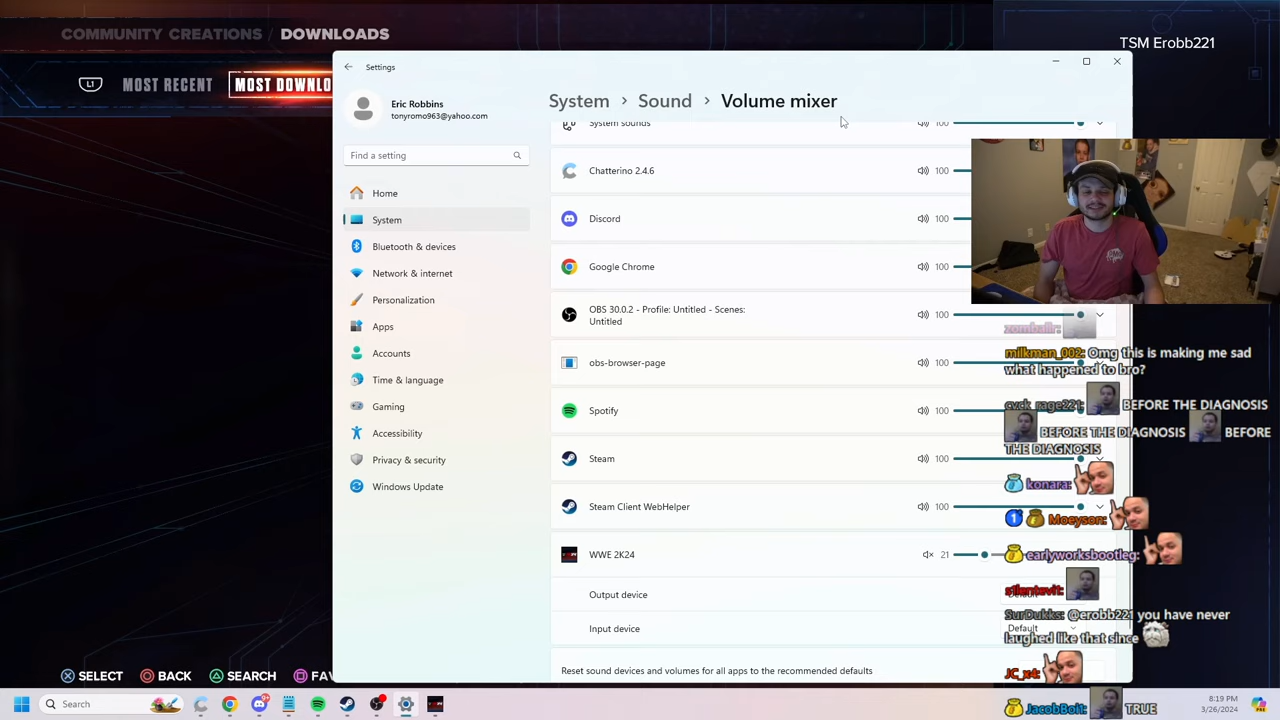 COMMUNITY CREATIONS / DOWNLOADS
TSM Erobb221
L1 MOST RECENT MOST DOWNLO
Settings
Eric Robbins
tonyromo963@yahoo.com
Find a setting
Home
System
Bluetooth & devices
Network & internet
Personalization
Apps
Accounts
Time & language
Gaming
Accessibility
Privacy & security
Windows Update
System > Sound > Volume mixer
System sounds 100
Chatterino 2.4.6 100
Discord 100
Google Chrome 100
OBS 30.0.2 - Profile: Untitled - Scenes:
Untitled 100
obs-browser-page 100
Spotify 100
Steam 100
Steam Client WebHelper 100
WWE 2K24 21
Output device
Input device Default
Reset sound devices and volumes for all apps to the recommended defaults
milkman_002: Omg this is making me sad
what happened to bro?
cvck_rage221: BEFORE THE DIAGNOSIS
BEFORE THE DIAGNOSIS BEFORE
THE DIAGNOSIS
konara:
Moeyson:
earlyworksbootleg:
SurDukks: @erobb221 you have never
laughed like that since
JC_x4:
JacobBoit: TRUE
SELECT BACK SEARCH FAV
Search
8:19 PM
3/26/2024